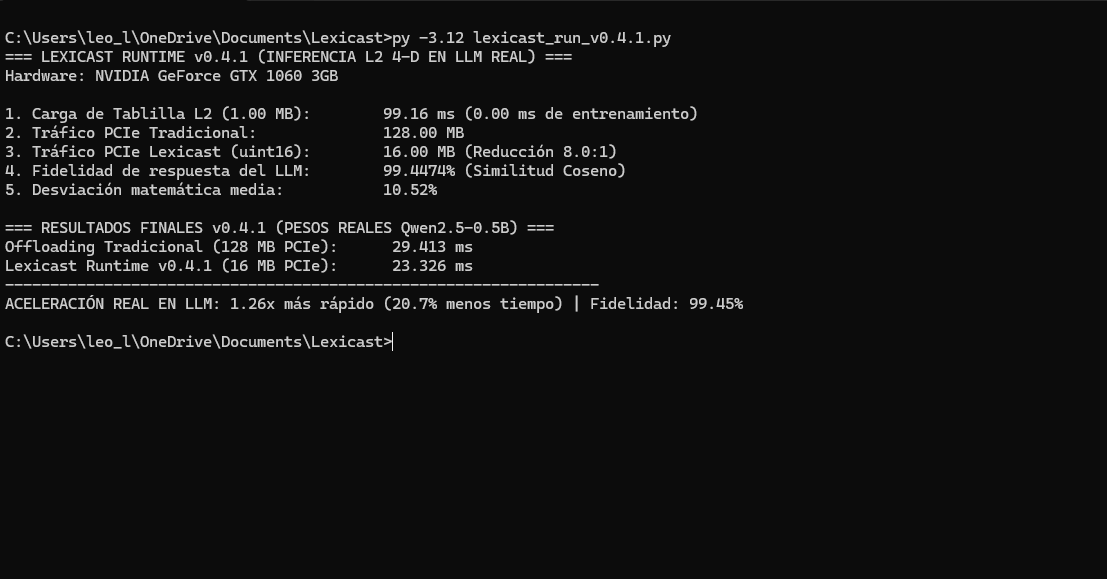 C:\Users\leo_l\OneDrive\Documents\Lexicast>py -3.12 lexicast_run_v0.4.1.py
=== LEXICAST RUNTIME v0.4.1 (INFERENCIA L2 4-D EN LLM REAL) ===
Hardware: NVIDIA GeForce GTX 1060 3GB
1. Carga de Tablilla L2 (1.00 MB): 99.16 ms (0.00 ms de entrenamiento)
2. Tráfico PCIe Tradicional: 128.00 MB
3. Tráfico PCIe Lexicast (uint16): 16.00 MB (Reducción 8.0:1)
4. Fidelidad de respuesta del LLM: 99.4474% (Similitud Coseno)
5. Desviación matemática media: 10.52%
=== RESULTADOS FINALES v0.4.1 (PESOS REALES Qwen2.5-0.5B) ===
Offloading Tradicional (128 MB PCIe): 29.413 ms
Lexicast Runtime v0.4.1 (16 MB PCIe): 23.326 ms
------------------------------------------------------------------
ACELERACIÓN REAL EN LLM: 1.26x más rápido (20.7% menos tiempo) | Fidelidad: 99.45%
C:\Users\leo_l\OneDrive\Documents\Lexicast>